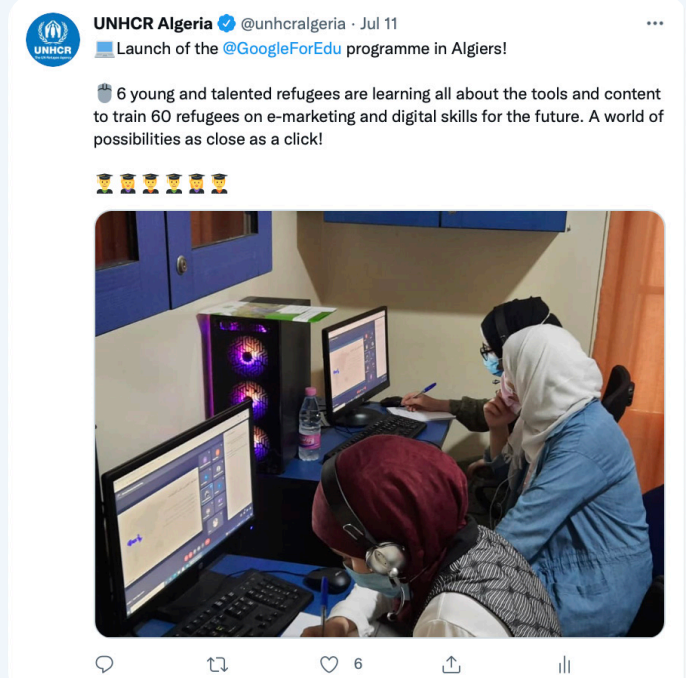 UNHCR Algeria @unhcralgeria · Jul 11
Launch of the @GoogleForEdu programme in Algiers!
6 young and talented refugees are learning all about the tools and content
to train 60 refugees on e-marketing and digital skills for the future. A world of
possibilities as close as a click!
UNHCR
6